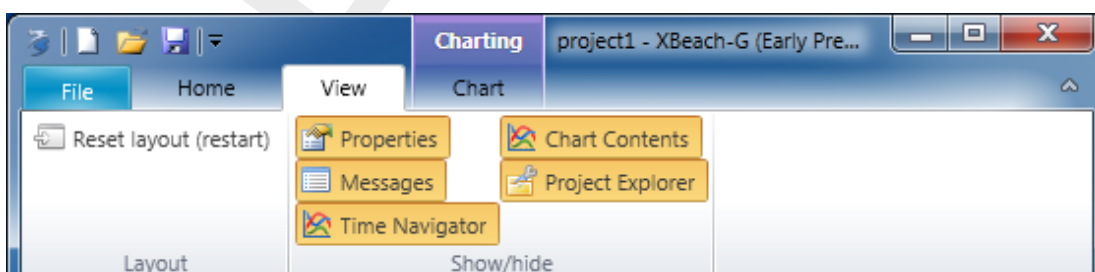 Charting project1 - XBeach-G (Early Pre...
File Home View Chart
Reset layout (restart) Properties Chart Contents
Messages Project Explorer
Time Navigator
Layout Show/hide